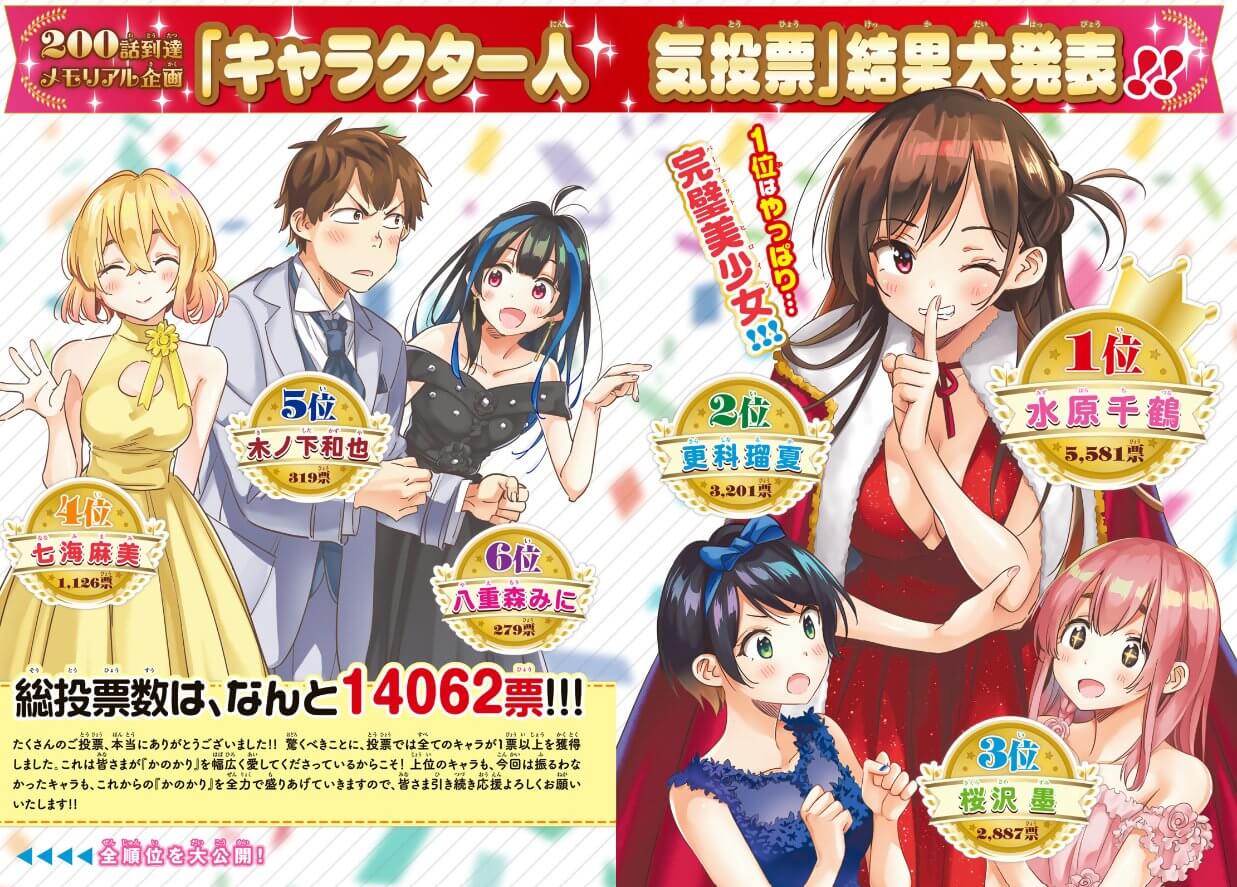 200話到達
メモリアル企画
「キャラクター人気投票」結果大発表!!
1位はやっぱり…
完璧美少女!!!
1位
水原千鶴
5,581票
2位
更科瑠夏
3,201票
3位
桜沢墨
2,887票
4位
七海麻美
1,126票
5位
木ノ下和也
319票
6位
八重森みに
279票
総投票数は、なんと14062票!!!
たくさんのご投票、本当にありがとうございました!! 驚くべきことに、投票では全てのキャラが1票以上を獲得
しました。これは皆さまが『かのかり』を幅広く愛してくださっているからこそ! 上位のキャラも、今回は振るわな
かったキャラも、これからの『かのかり』を全力で盛りあげていきますので、皆さま引き続き応援よろしくお願い
いたします!!
◀◀◀◀全順位を大公開!